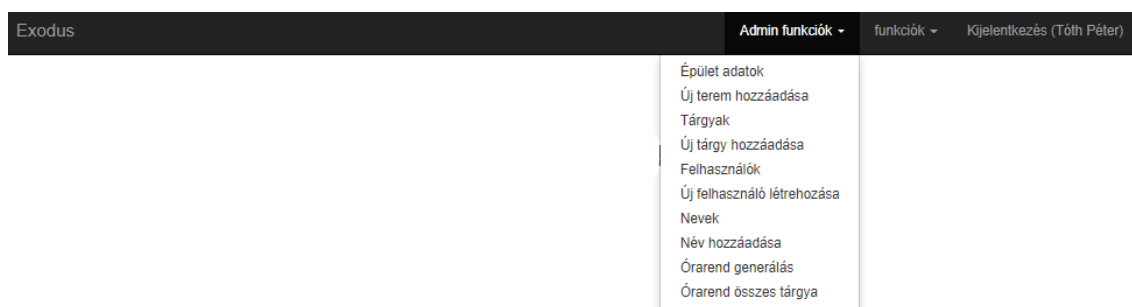 Exodus Admin funkciók funkciók Kijelentkezés (Tóth Péter)
Épület adatok
Új terem hozzáadása
Tárgyak
Új tárgy hozzáadása
Felhasználók
Új felhasználó létrehozása
Nevek
Név hozzáadása
Órarend generálás
Órarend összes tárgya